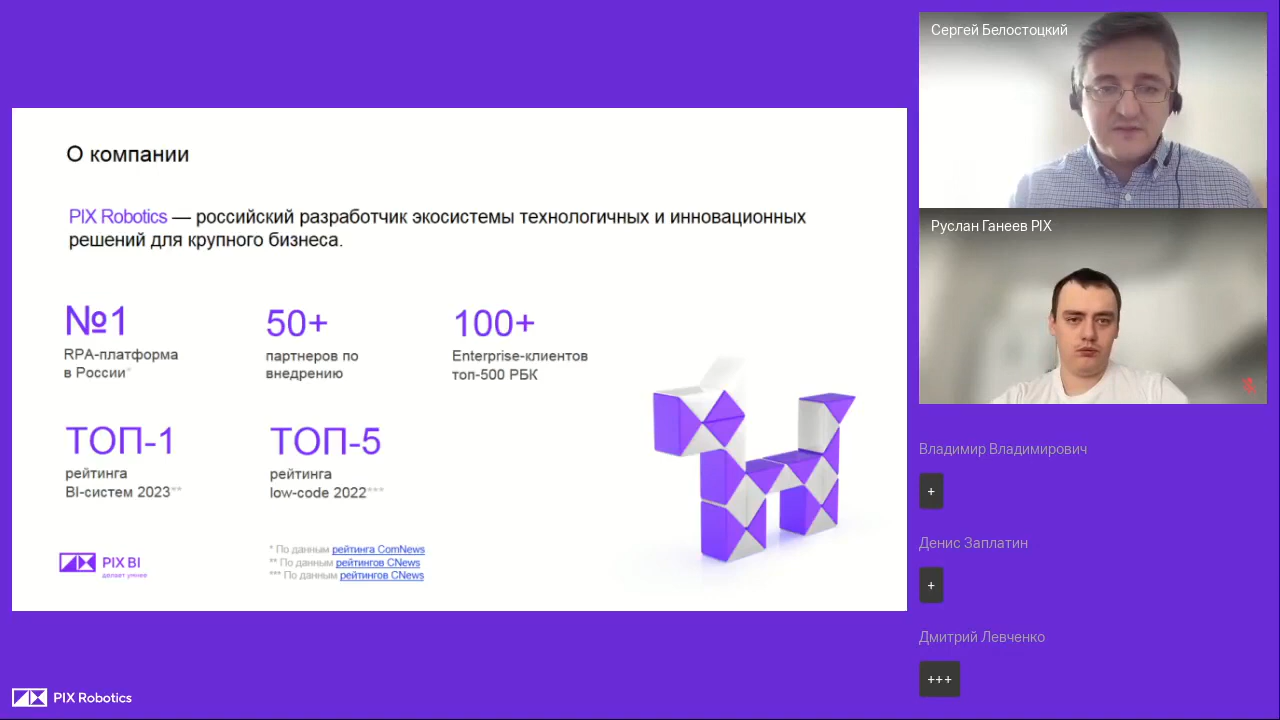 О компании
PIX Robotics — российский разработчик экосистемы технологичных и инновационных
решений для крупного бизнеса.
№1
RPA-платформа
в России*
50+
партнеров по
внедрению
100+
Enterprise-клиентов
топ-500 РБК
ТОП-1
рейтинга
BI-систем 2023**
ТОП-5
рейтинга
low-code 2022***
PIX BI
делает умнее
* По данным рейтинга ComNews
** По данным рейтингов CNews
*** По данным рейтингов CNews
PIX Robotics
Сергей Белостоцкий
Руслан Ганеев PIX
Владимир Владимирович
+
Денис Заплатин
+
Дмитрий Левченко
+++